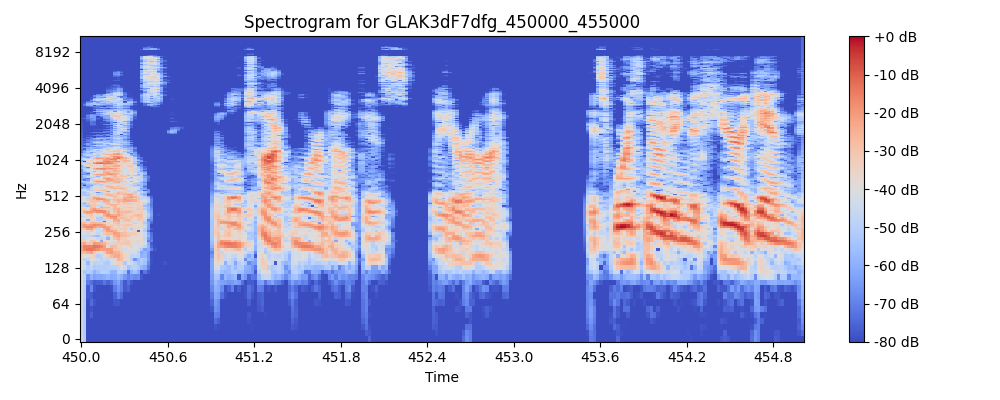 Spectrogram for GLAK3dF7dfg_450000_455000
8192
4096
2048
1024
512
256
128
64
0
Hz
450.0 450.6 451.2 451.8 452.4 453.0 453.6 454.2 454.8
Time
+0 dB
-10 dB
-20 dB
-30 dB
-40 dB
-50 dB
-60 dB
-70 dB
-80 dB